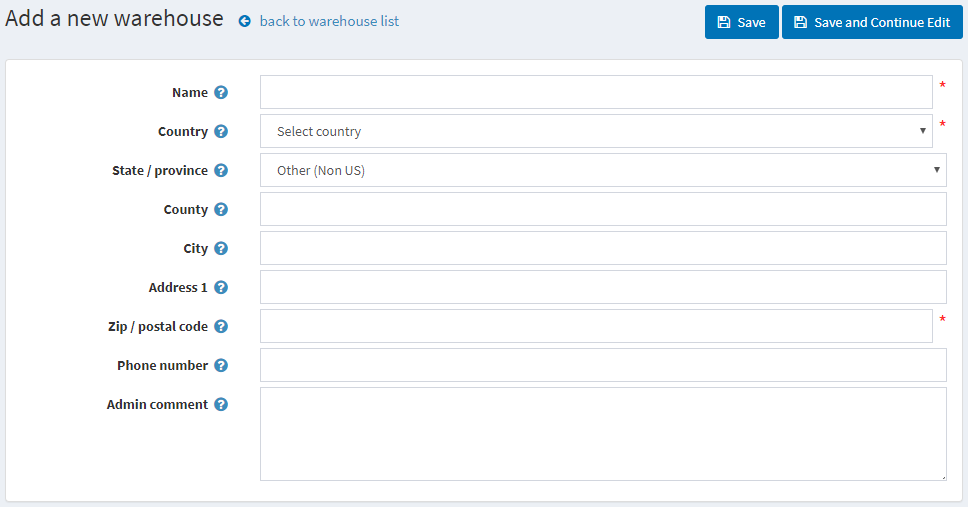 Add a new warehouse back to warehouse list Save Save and Continue Edit
Name *
Country Select country *
State / province Other (Non US)
County
City
Address 1
Zip / postal code *
Phone number
Admin comment